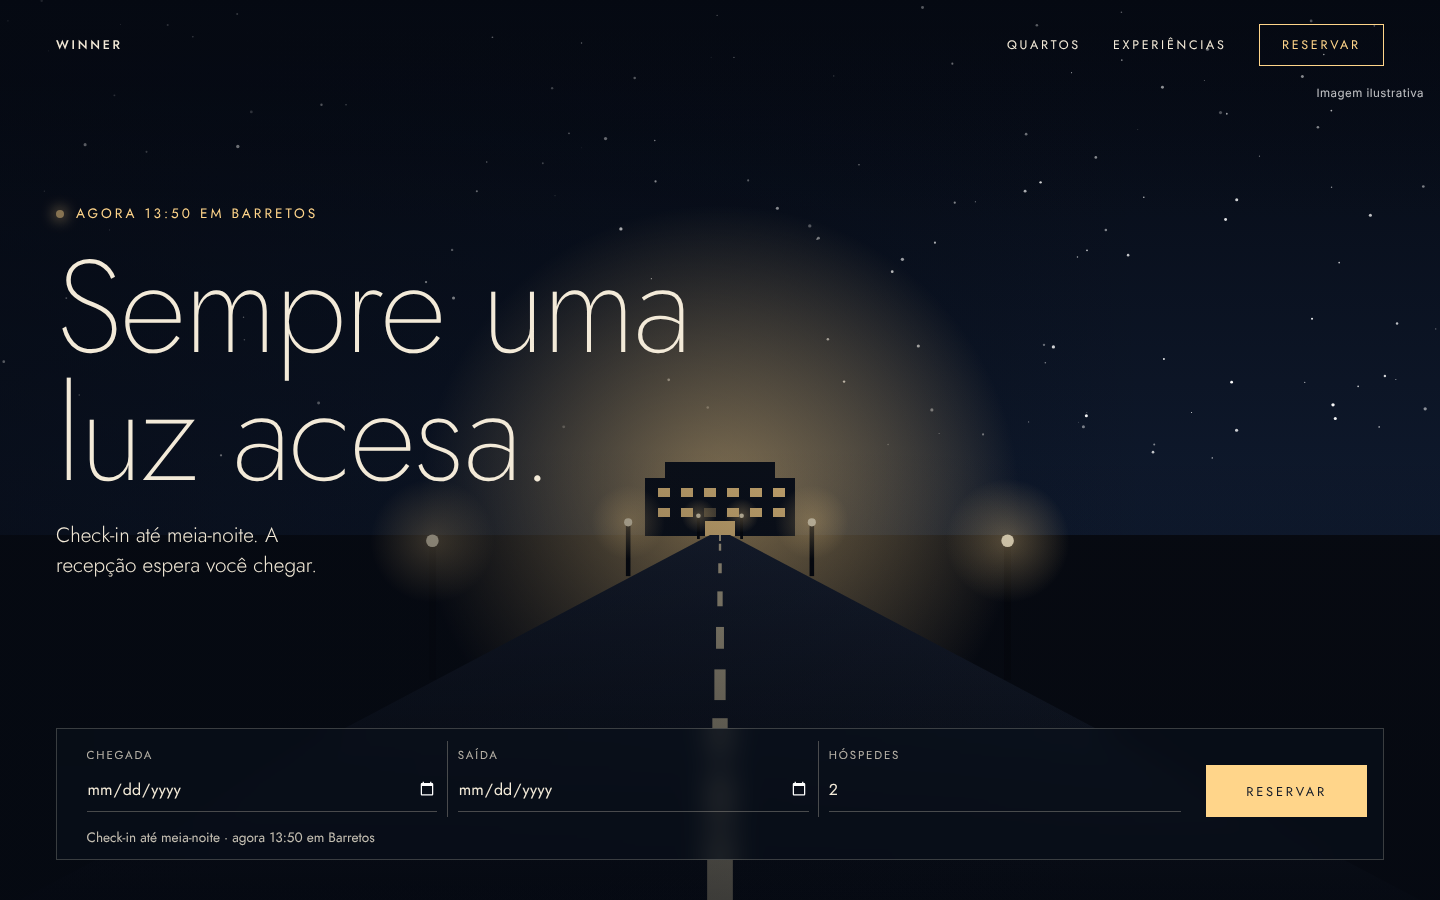 WINNER
QUARTOS
EXPERIÊNCIAS
RESERVAR
Imagem ilustrativa
AGORA 13:50 EM BARRETOS
Sempre uma
luz acesa.
Check-in até meia-noite. A
recepção espera você chegar.
CHEGADA
mm/dd/yyyy
SAÍDA
mm/dd/yyyy
HÓSPEDES
2
RESERVAR
Check-in até meia-noite · agora 13:50 em Barretos